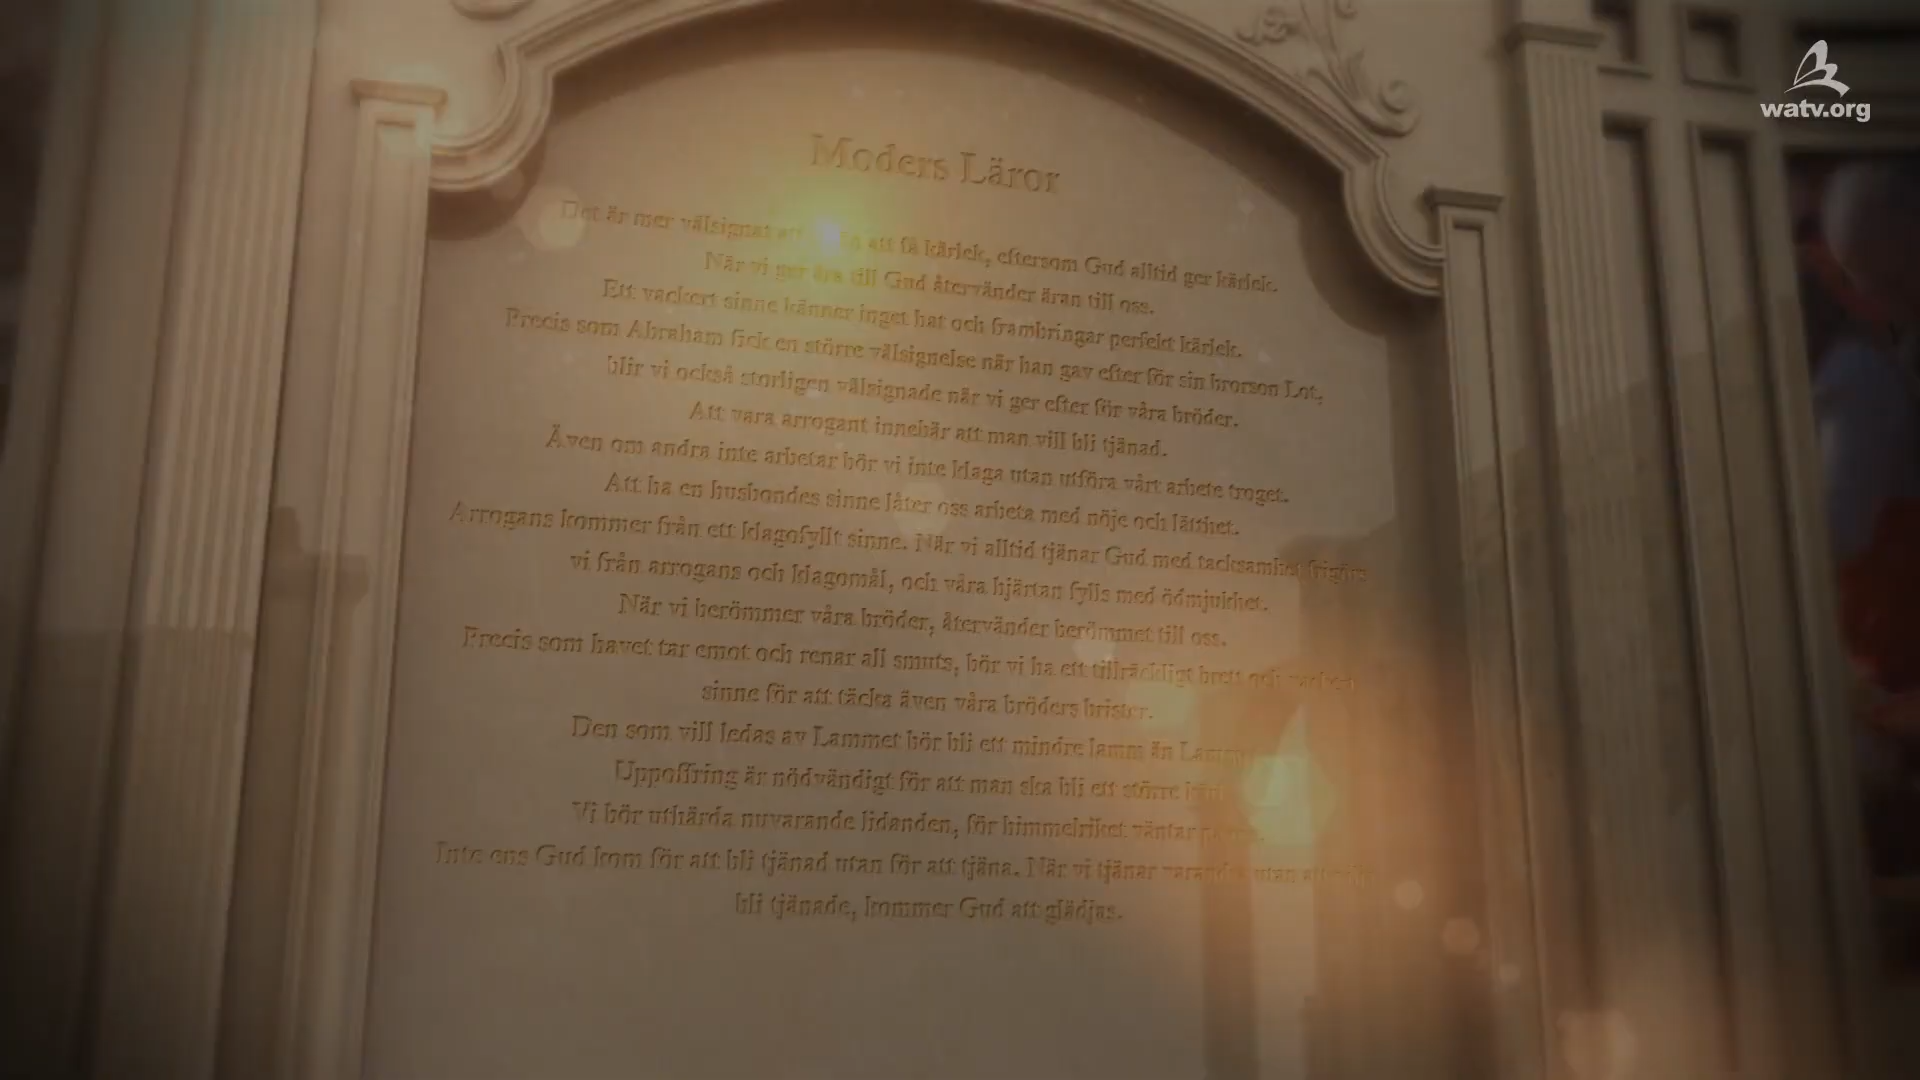 watv.org
Moders Läror
Det är mer välsignat att att få kärlek, eftersom Gud alltid ger kärlek.
När vi ger ära till Gud återvänder äran till oss.
Ett vackert sinne känner inget hat och frambringar perfekt kärlek.
Precis som Abraham fick en större välsignelse när han gav efter för sin brorson Lot,
blir vi också storligen välsignade när vi ger efter för våra bröder.
Att vara arrogant innebär att man vill bli tjänad.
Även om andra inte arbetar bör vi inte klaga utan utföra vårt arbete troget.
Att ha en husbondes sinne låter oss arbeta med nöje och lätthet.
Arrogans kommer från ett klagofyllt sinne. När vi alltid tjänar Gud med tacksamhet frigörs
vi från arrogans och klagomål, och våra hjärtan fylls med ödmjukhet.
När vi berömmer våra bröder, återvänder berömmet till oss.
Precis som havet tar emot och renar all smuts, bör vi ha ett tillräckligt brett och vackert
sinne för att täcka även våra bröders brister.
Den som vill ledas av Lammet bör bli ett mindre lamm än
Uppoffring är nödvändigt för att man ska bli ett större
Vi bör uthärda nuvarande lidanden, för himmelriket väntar
Inte ens Gud kom för att bli tjänad utan för att tjäna. När vi tjänar varandra utan att
bli tjänade, kommer Gud att glädjas.